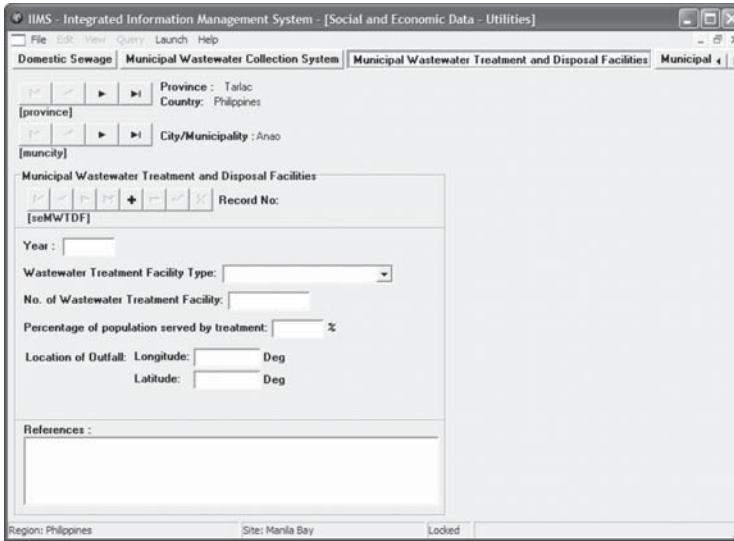 IIMS - Integrated Information Management System - [Social and Economic Data - Utilities]
File Edit View Query Launch Help
Domestic Sewage Municipal Wastewater Collection System Municipal Wastewater Treatment and Disposal Facilities Municipal
Province : Tarlac
Country: Philippines
[province]
City/Municipality : Anao
[muncity]
Municipal Wastewater Treatment and Disposal Facilities
Record No:
[seMWTDF]
Year :
Wastewater Treatment Facility Type:
No. of Wastewater Treatment Facility:
Percentage of population served by treatment: %
Location of Outfall: Longitude: Deg
Latitude: Deg
References :
Region: Philippines Site: Manila Bay Locked